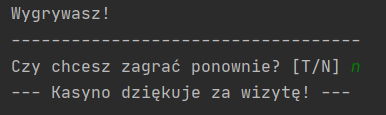 Wygrywasz!
-----------------------------------
Czy chcesz zagrać ponownie? [T/N] n
--- Kasyno dziękuje za wizytę! ---